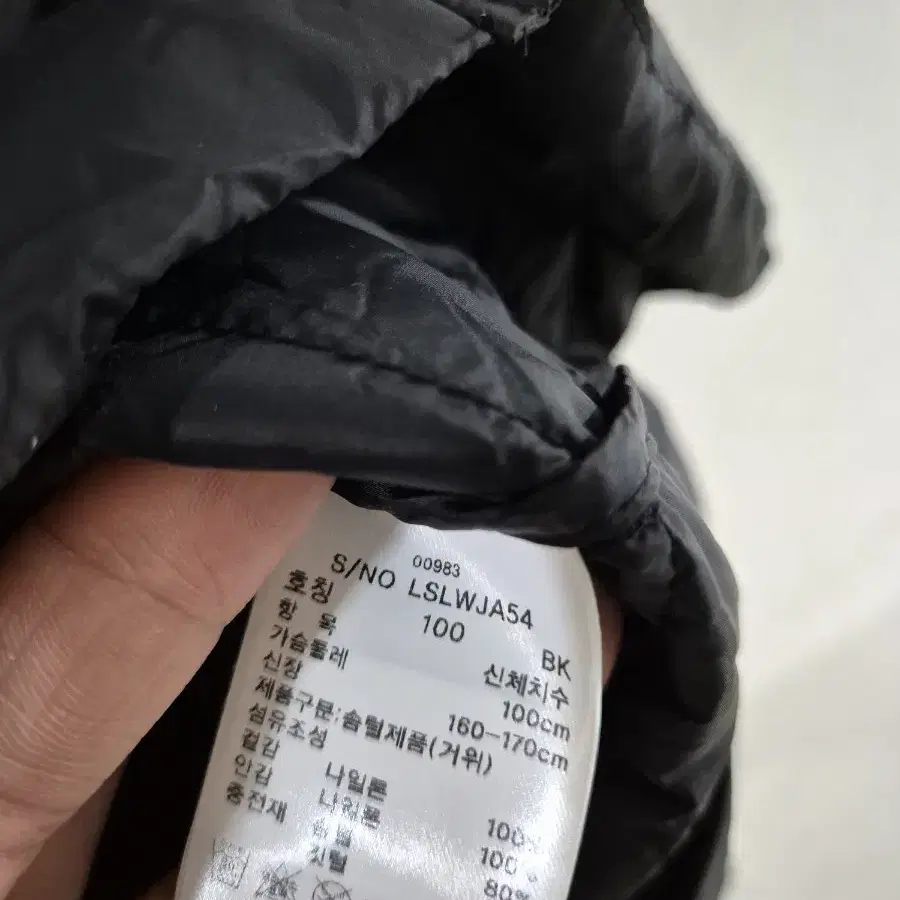 00983
S/NO LSLWJA54 BK
호칭 100
항 목 신체치수
가슴둘레 100cm
신장 160-170cm
제품구분:솜털제품(거위)
섬유조성
겉감 나일론 100%
안감 나일론 100%
충전재 솜털 80%
깃털